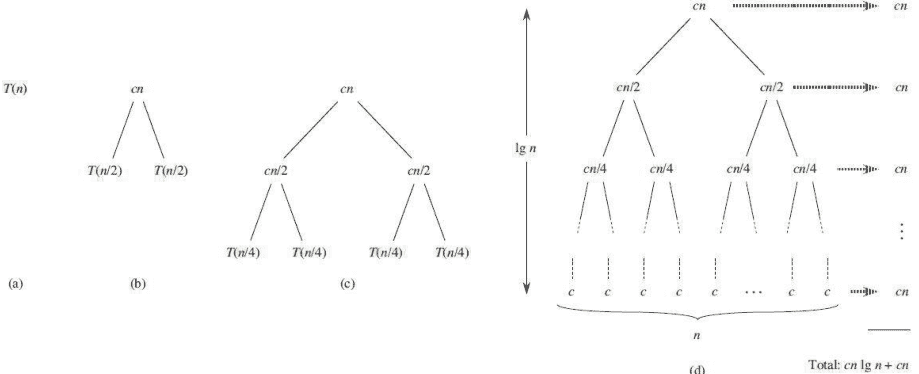 T(n)
cn
T(n/2) T(n/2)
cn
cn/2 cn/2
T(n/4) T(n/4) T(n/4) T(n/4)
(a) (b) (c)
cn cn
cn/2 cn/2 cn
lg n
cn/4 cn/4 cn/4 cn/4 cn
⋮
c c c c c ··· c c cn
n
(d)
Total: cn lg n + cn